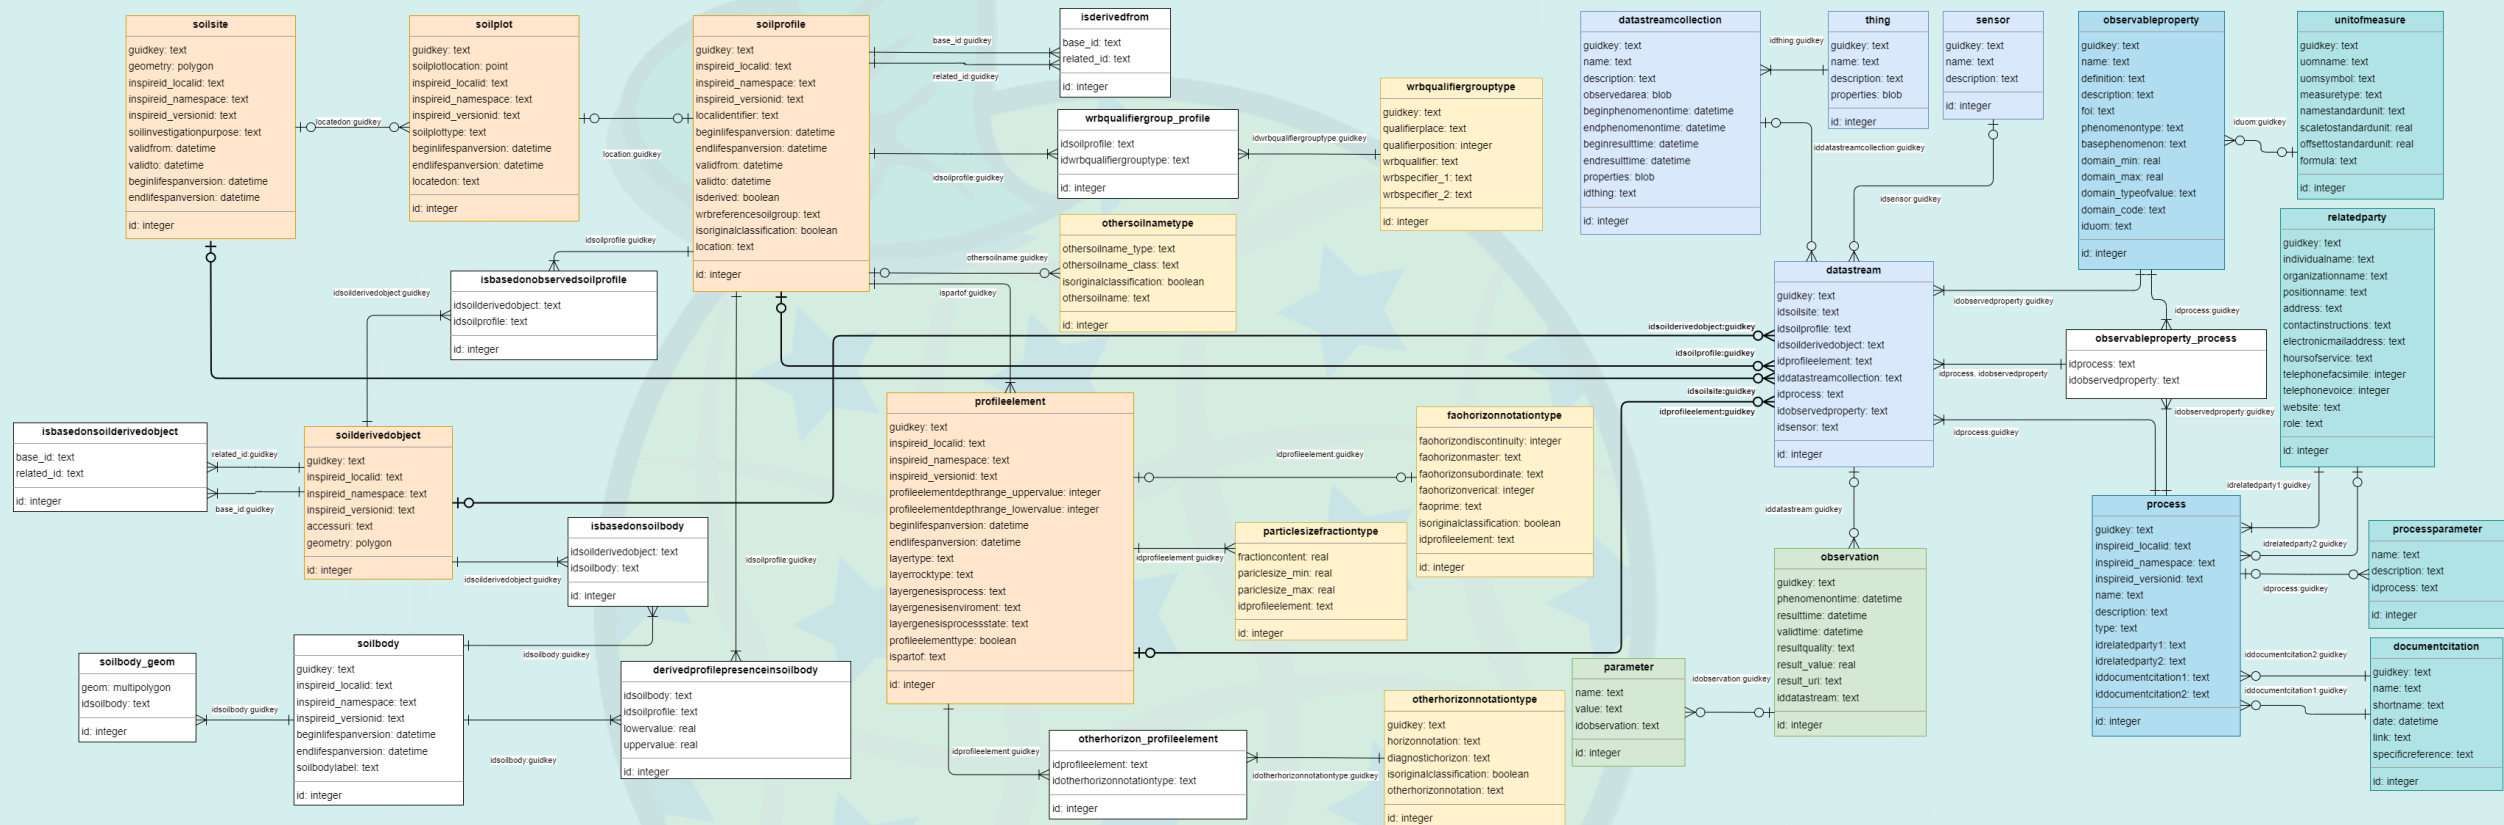 soilsite
guidkey: text
geometry: polygon
inspireid_localid: text
inspireid_namespace: text
inspireid_versionid: text
soilinvestigationpurpose: text
validfrom: datetime
validto: datetime
beginlifespanversion: datetime
endlifespanversion: datetime
id: integer
locatedon:guidkey
soilplot
guidkey: text
soilplotlocation: point
inspireid_localid: text
inspireid_namespace: text
inspireid_versionid: text
soilplottype: text
beginlifespanversion: datetime
endlifespanversion: datetime
locatedon: text
id: integer
location:guidkey
soilprofile
guidkey: text
inspireid_localid: text
inspireid_namespace: text
inspireid_versionid: text
localidentifier: text
beginlifespanversion: datetime
endlifespanversion: datetime
validfrom: datetime
validto: datetime
isderived: boolean
wrbreferencesoilgroup: text
isoriginalclassification: boolean
location: text
id: integer
base_id:guidkey
related_id:guidkey
isderivedfrom
base_id: text
related_id: text
id: integer
wrbqualifiergroup_profile
idsoilprofile: text
idwrbqualifiergrouptype: text
id: integer
idsoilprofile:guidkey
idwrbqualifiergrouptype:guidkey
wrbqualifiergrouptype
guidkey: text
qualifierplace: text
qualifierposition: integer
wrbqualifier: text
wrbspecifier_1: text
wrbspecifier_2: text
id: integer
othersoilnametype
othersoilname_type: text
othersoilname_class: text
isoriginalclassification: boolean
othersoilname: text
id: integer
othersoilname:guidkey
ispartof:guidkey
idsoilprofile:guidkey
isbasedonobservedsoilprofile
idsoilderivedobject: text
idsoilprofile: text
id: integer
idsoilderivedobject:guidkey
isbasedonsoilderivedobject
base_id: text
related_id: text
id: integer
related_id:guidkey
base_id:guidkey
soilderivedobject
guidkey: text
inspireid_localid: text
inspireid_namespace: text
inspireid_versionid: text
accessuri: text
geometry: polygon
id: integer
isbasedonsoilbody
idsoilderivedobject: text
idsoilbody: text
id: integer
idsoilderivedobject:guidkey
idsoilbody:guidkey
soilbody_geom
geom: multipolygon
idsoilbody: text
id: integer
idsoilbody:guidkey
soilbody
guidkey: text
inspireid_localid: text
inspireid_namespace: text
inspireid_versionid: text
beginlifespanversion: datetime
endlifespanversion: datetime
soilbodylabel: text
id: integer
idsoilbody:guidkey
idsoilprofile:guidkey
derivedprofilepresenceinsoilbody
idsoilbody: text
idsoilprofile: text
lowervalue: real
uppervalue: real
id: integer
profileelement
guidkey: text
inspireid_localid: text
inspireid_namespace: text
inspireid_versionid: text
profileelementdepthrange_uppervalue: integer
profileelementdepthrange_lowervalue: integer
beginlifespanversion: datetime
endlifespanversion: datetime
layertype: text
layerrocktype: text
layergenesisprocess: text
layergenesisenviroment: text
layergenesisprocessstate: text
profileelementtype: boolean
ispartof: text
id: integer
idprofileelement:guidkey
idprofileelement:guidkey
particlesizefractiontype
fractioncontent: real
pariclesize_min: real
pariclesize_max: real
idprofileelement: text
id: integer
faohorizonnotationtype
faohorizondiscontinuity: integer
faohorizonmaster: text
faohorizonsubordinate: text
faohorizonverical: integer
faoprime: text
isoriginalclassification: boolean
idprofileelement: text
id: integer
idprofileelement:guidkey
otherhorizon_profileelement
idprofileelement: text
idotherhorizonnotationtype: text
id: integer
idotherhorizonnotationtype:guidkey
otherhorizonnotationtype
guidkey: text
horizonnotation: text
diagnostichorizon: text
isoriginalclassification: boolean
otherhorizonnotation: text
id: integer
datastreamcollection
guidkey: text
name: text
description: text
observedarea: blob
beginphenomenontime: datetime
endphenomenontime: datetime
beginresulttime: datetime
endresulttime: datetime
properties: blob
idthing: text
id: integer
idthing:guidkey
thing
guidkey: text
name: text
description: text
properties: blob
id: integer
iddatastreamcollection:guidkey
sensor
guidkey: text
name: text
description: text
id: integer
idsensor:guidkey
datastream
guidkey: text
idsoilsite: text
idsoilprofile: text
idsoilderivedobject: text
idprofileelement: text
iddatastreamcollection: text
idprocess: text
idobservedproperty: text
idsensor: text
id: integer
idsoilderivedobject:guidkey
idsoilprofile:guidkey
idsoilsite:guidkey
idprofileelement:guidkey
iddatastream:guidkey
observation
guidkey: text
phenomenontime: datetime
resulttime: datetime
validtime: datetime
resultquality: text
result_value: real
result_uri: text
iddatastream: text
id: integer
idobservation:guidkey
parameter
name: text
value: text
idobservation: text
id: integer
observableproperty
guidkey: text
name: text
definition: text
description: text
foi: text
phenomenontype: text
basephenomenon: text
domain_min: real
domain_max: real
domain_typeofvalue: text
domain_code: text
iduom: text
id: integer
iduom:guidkey
unitofmeasure
guidkey: text
uomname: text
uomsymbol: text
measuretype: text
namestandardunit: text
scaletostandardunit: real
offsettostandardunit: real
formula: text
id: integer
idobservedproperty:guidkey
idprocess:guidkey
observableproperty_process
idprocess: text
idobservedproperty: text
idprocess, idobservedproperty
idobservedproperty:guidkey
idprocess:guidkey
relatedparty
guidkey: text
individualname: text
organizationname: text
positionname: text
address: text
contactinstructions: text
electronicmailaddress: text
hoursofservice: text
telephonefacsimile: integer
telephonevoice: integer
website: text
role: text
id: integer
idrelatedparty1:guidkey
idrelatedparty2:guidkey
process
guidkey: text
inspireid_localid: text
inspireid_namespace: text
inspireid_versionid: text
name: text
description: text
type: text
idrelatedparty1: text
idrelatedparty2: text
iddocumentcitation1: text
iddocumentcitation2: text
id: integer
idprocess:guidkey
processparameter
name: text
description: text
idprocess: text
id: integer
iddocumentcitation2:guidkey
iddocumentcitation1:guidkey
documentcitation
guidkey: text
name: text
shortname: text
date: datetime
link: text
specificreference: text
id: integer